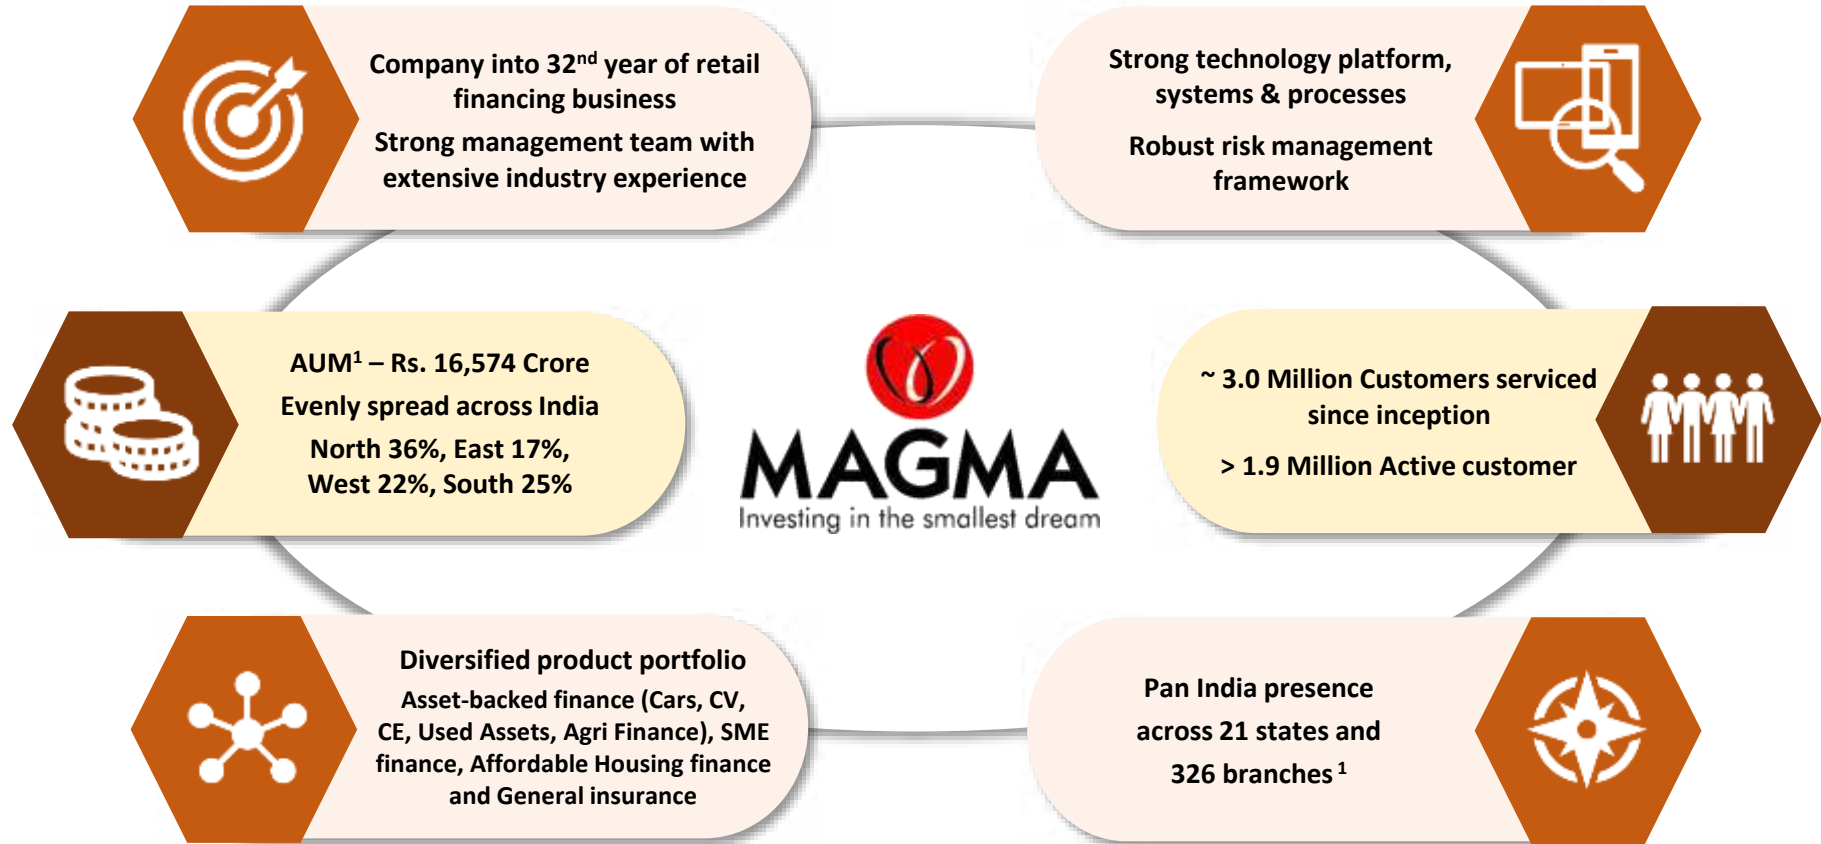 Company into 32nd year of retail
financing business
Strong management team with
extensive industry experience
Strong technology platform,
systems & processes
Robust risk management
framework
AUM1 – Rs. 16,574 Crore
Evenly spread across India
North 36%, East 17%,
West 22%, South 25%
MAGMA
Investing in the smallest dream
~ 3.0 Million Customers serviced
since inception
> 1.9 Million Active customer
Diversified product portfolio
Asset-backed finance (Cars, CV,
CE, Used Assets, Agri Finance), SME
finance, Affordable Housing finance
and General insurance
Pan India presence
across 21 states and
326 branches 1